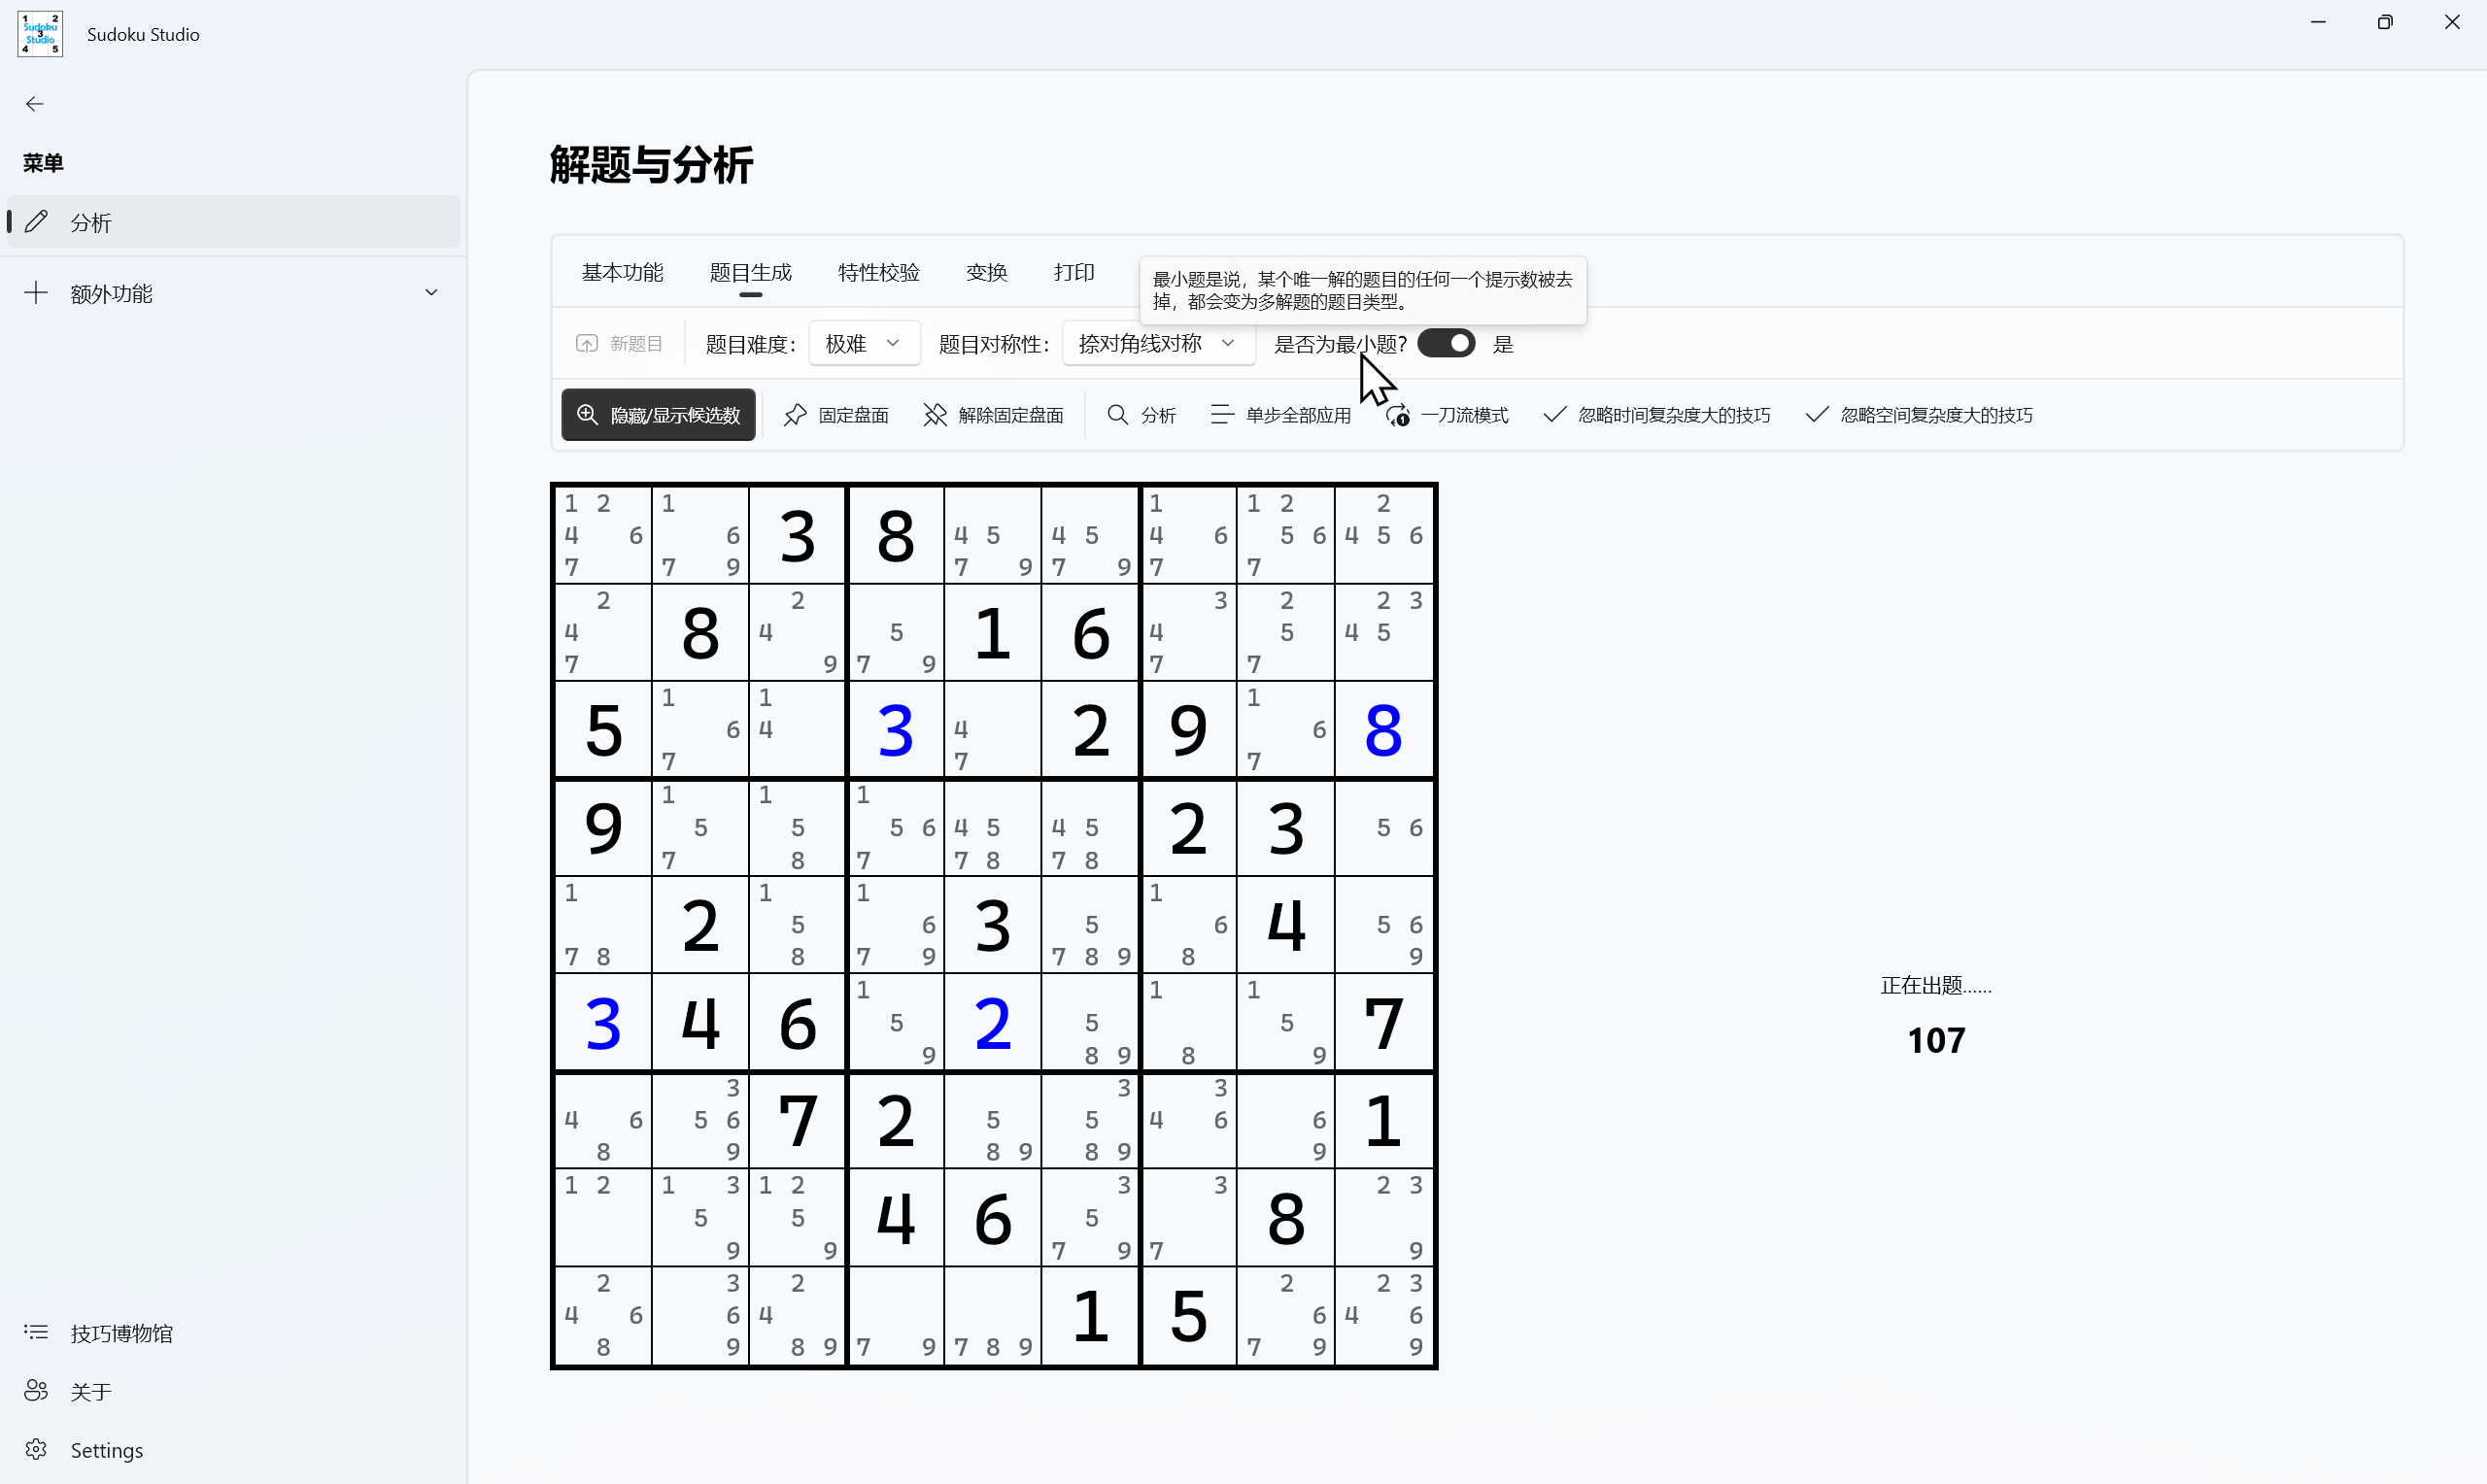 1 2
Sudoku
3
Studio
4 5
Sudoku Studio
菜单
分析
额外功能
技巧博物馆
关于
Settings
解题与分析
基本功能 题目生成 特性校验 变换 打印
最小题是说，某个唯一解的题目的任何一个提示数被去
掉，都会变为多解题的题目类型。
新题目 题目难度： 极难 题目对称性： 捺对角线对称 是否为最小题？ 是
隐藏/显示候选数 固定盘面 解除固定盘面 分析 单步全部应用 一刀流模式 忽略时间复杂度大的技巧 忽略空间复杂度大的技巧
1 2 1 1 1 2 2
4 6 6 3 8 4 5 4 5 4 6 5 6 4 5 6
7 7 9 7 9 7 9 7 7
2 2 3 2 2 3
4 8 4 5 1 6 4 5 4 5
7 9 7 9 7 7
1 1 1
5 6 4 3 4 2 9 6 8
7 7 7
1 1 1
9 5 5 5 6 4 5 4 5 2 3 5 6
7 8 7 7 8 7 8
1 1 1 1
2 5 6 3 5 6 4 5 6
7 8 8 7 9 7 8 9 8 9
1 1 1
3 4 6 5 2 5 5 7
9 8 9 8 9
3 3 3
4 6 5 6 7 2 5 5 4 6 6 1
8 9 8 9 8 9 9
1 2 1 3 1 2 3 3 2 3
5 5 4 6 5 8
9 9 7 9 7 9
2 3 2 2 2 3
4 6 6 4 1 5 6 4 6
8 9 8 9 7 9 7 8 9 7 9 9
正在出题......
107